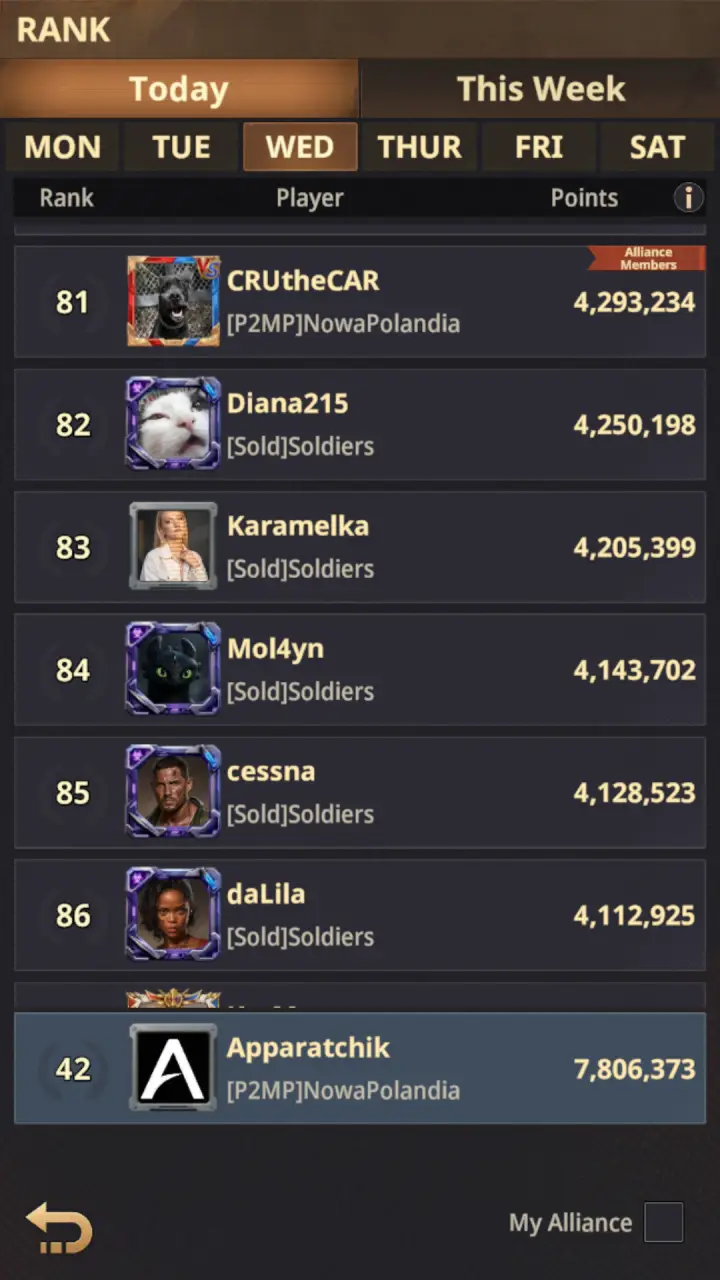 RANK
Today
This Week
MON
TUE
WED
THUR
FRI
SAT
Rank
Player
Points
Alliance
Members
81
CRUtheCAR
[P2MP]NowaPolandia
4,293,234
82
Diana215
[Sold]Soldiers
4,250,198
83
Karamelka
[Sold]Soldiers
4,205,399
84
Mol4yn
[Sold]Soldiers
4,143,702
85
cessna
[Sold]Soldiers
4,128,523
86
daLila
[Sold]Soldiers
4,112,925
42
Apparatchik
[P2MP]NowaPolandia
7,806,373
My Alliance